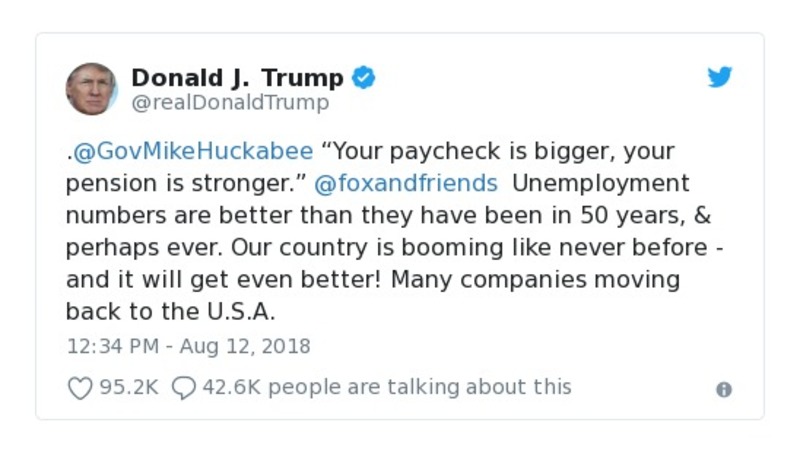 Donald J. Trump
@realDonaldTrump
.@GovMikeHuckabee “Your paycheck is bigger, your
pension is stronger.” @foxandfriends  Unemployment
numbers are better than they have been in 50 years, &
perhaps ever. Our country is booming like never before -
and it will get even better! Many companies moving
back to the U.S.A.
12:34 PM - Aug 12, 2018
95.2K 42.6K people are talking about this